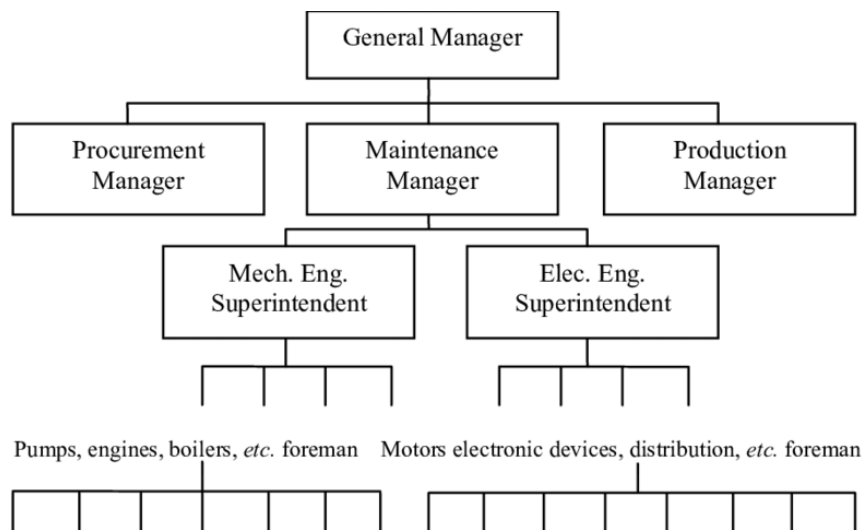 General Manager
Procurement
Manager
Maintenance
Manager
Production
Manager
Mech. Eng.
Superintendent
Elec. Eng.
Superintendent
Pumps, engines, boilers, etc. foreman
Motors electronic devices, distribution, etc. foreman